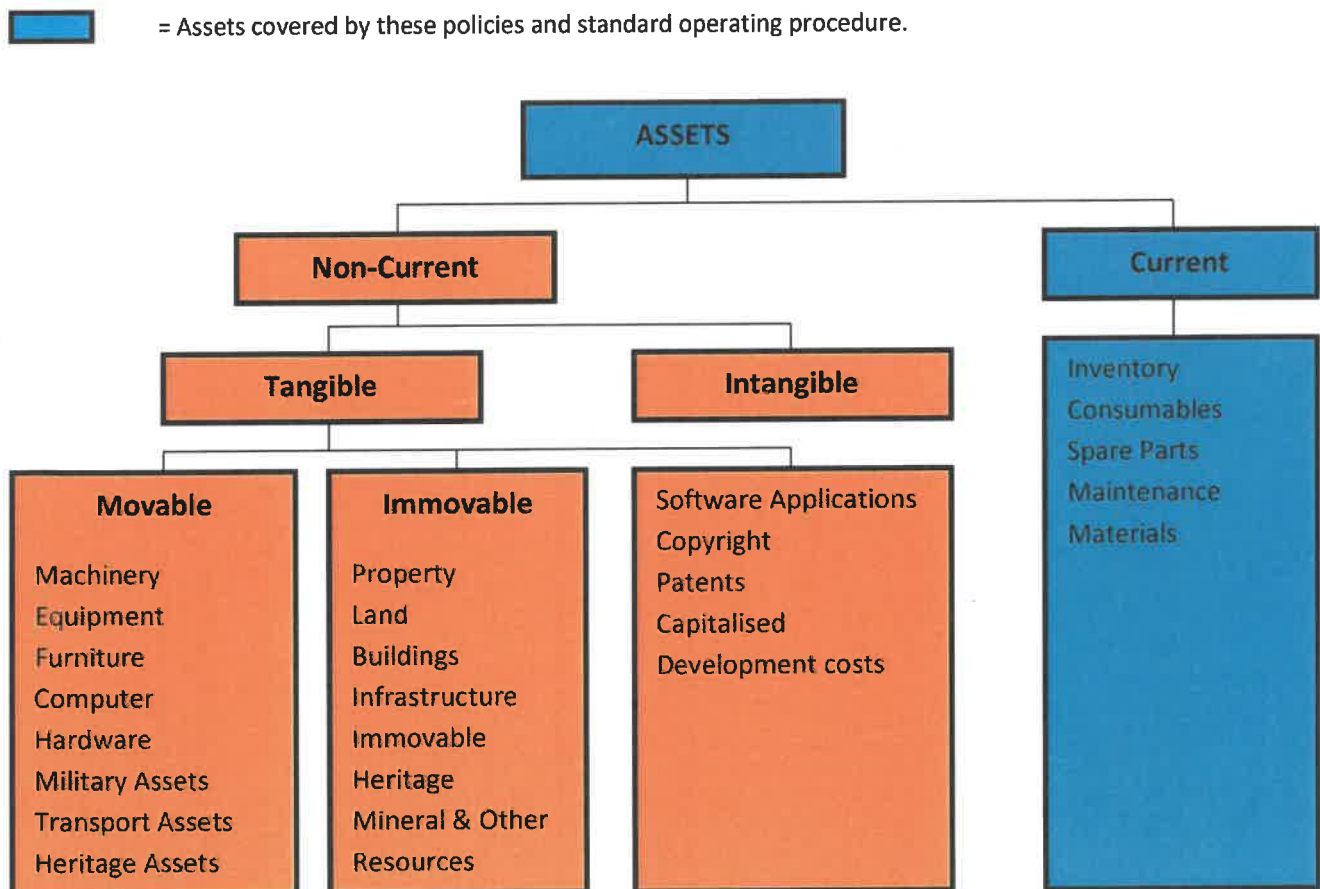 = Assets covered by these policies and standard operating procedure.
ASSETS
Non-Current
Current
Tangible
Intangible
Movable
Machinery
Equipment
Furniture
Computer
Hardware
Military Assets
Transport Assets
Heritage Assets
Immovable
Property
Land
Buildings
Infrastructure
Immovable
Heritage
Mineral & Other
Resources
Software Applications
Copyright
Patents
Capitalised
Development costs
Inventory
Consumables
Spare Parts
Maintenance
Materials